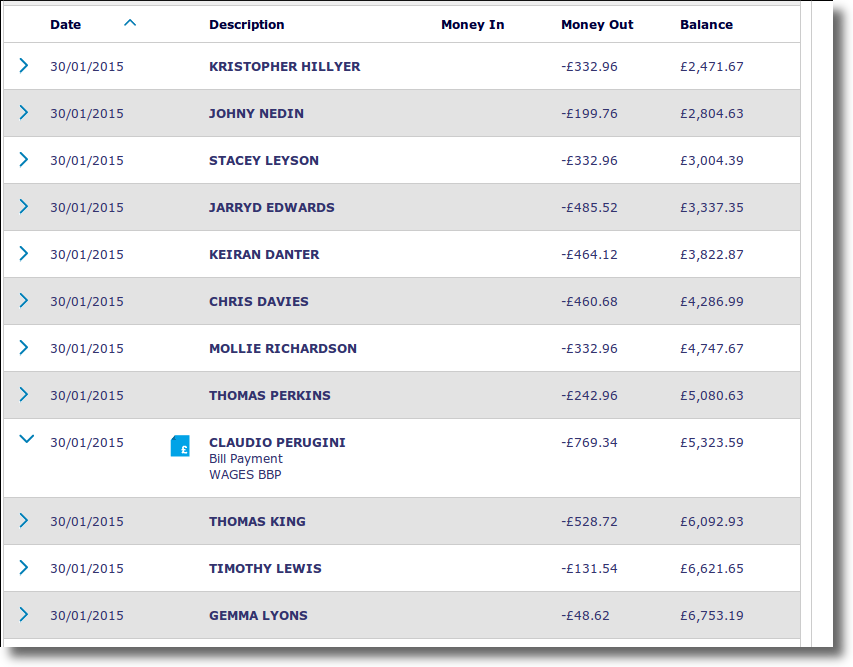 Date Description Money In Money Out Balance
30/01/2015 KRISTOPHER HILLYER -£332.96 £2,471.67
30/01/2015 JOHNY NEDIN -£199.76 £2,804.63
30/01/2015 STACEY LEYSON -£332.96 £3,004.39
30/01/2015 JARRYD EDWARDS -£485.52 £3,337.35
30/01/2015 KEIRAN DANTER -£464.12 £3,822.87
30/01/2015 CHRIS DAVIES -£460.68 £4,286.99
30/01/2015 MOLLIE RICHARDSON -£332.96 £4,747.67
30/01/2015 THOMAS PERKINS -£242.96 £5,080.63
30/01/2015 £ CLAUDIO PERUGINI -£769.34 £5,323.59
Bill Payment
WAGES BBP
30/01/2015 THOMAS KING -£528.72 £6,092.93
30/01/2015 TIMOTHY LEWIS -£131.54 £6,621.65
30/01/2015 GEMMA LYONS -£48.62 £6,753.19